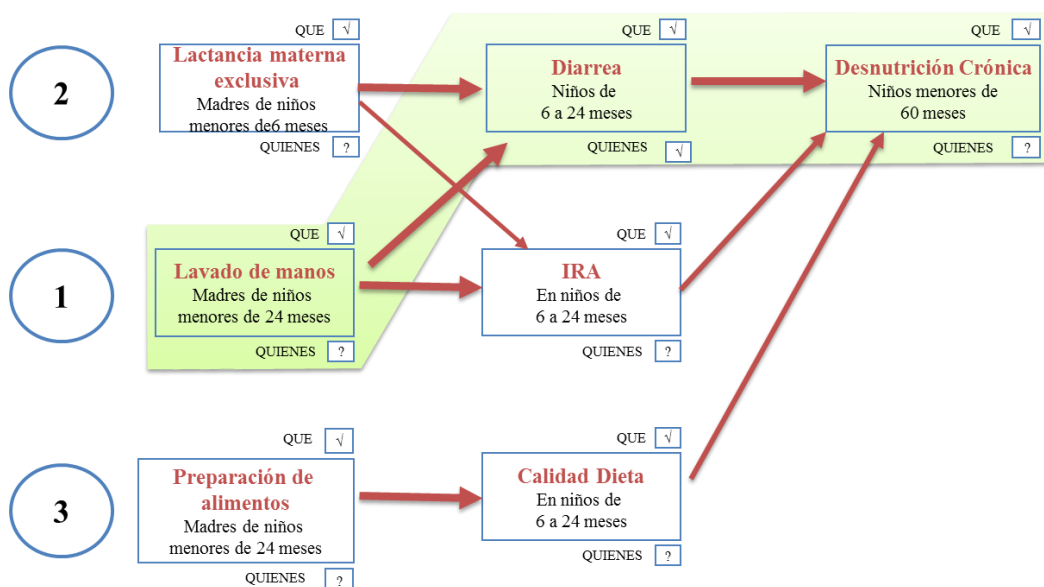 QUE √
QUE √
QUE √
2
Lactancia materna
exclusiva
Madres de niños
menores de6 meses
QUIENES ?
Diarrea
Niños de
6 a 24 meses
QUIENES √
Desnutrición Crónica
Niños menores de
60 meses
QUIENES ?
QUE √
QUE √
1
Lavado de manos
Madres de niños
menores de 24 meses
QUIENES ?
IRA
En niños de
6 a 24 meses
QUIENES ?
QUE √
QUE √
3
Preparación de
alimentos
Madres de niños
menores de 24 meses
QUIENES ?
Calidad Dieta
En niños de
6 a 24 meses
QUIENES ?